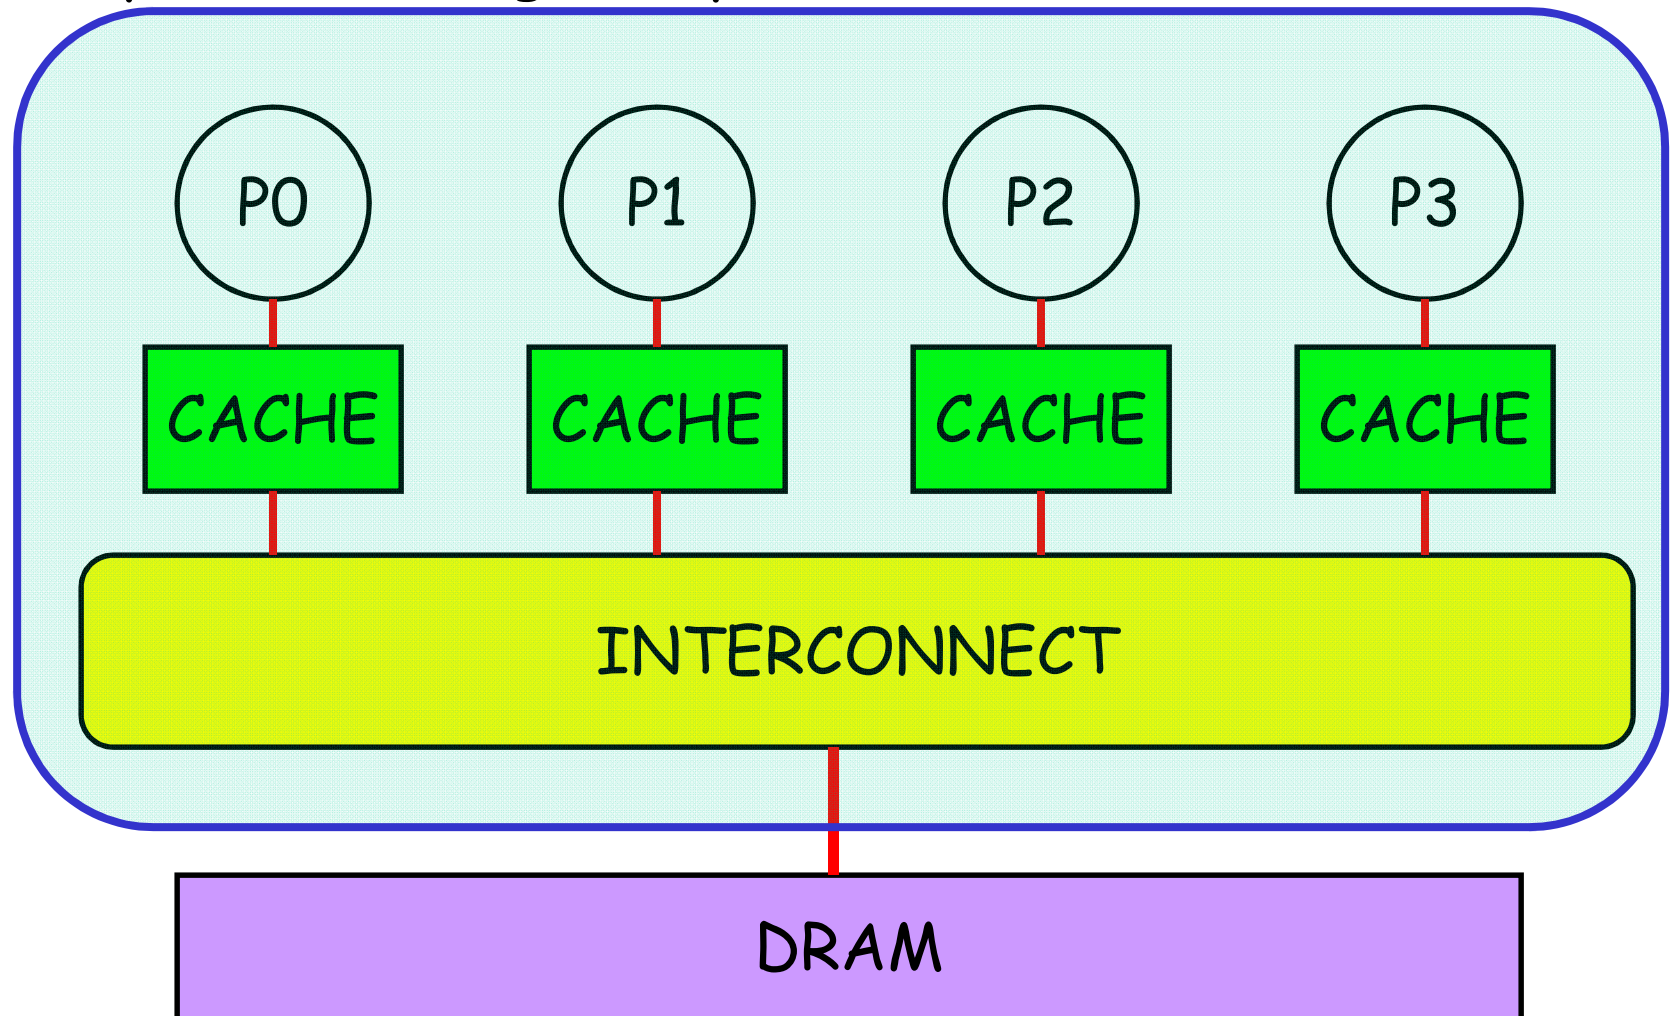 P0 P1 P2 P3
CACHE CACHE CACHE CACHE
INTERCONNECT
DRAM